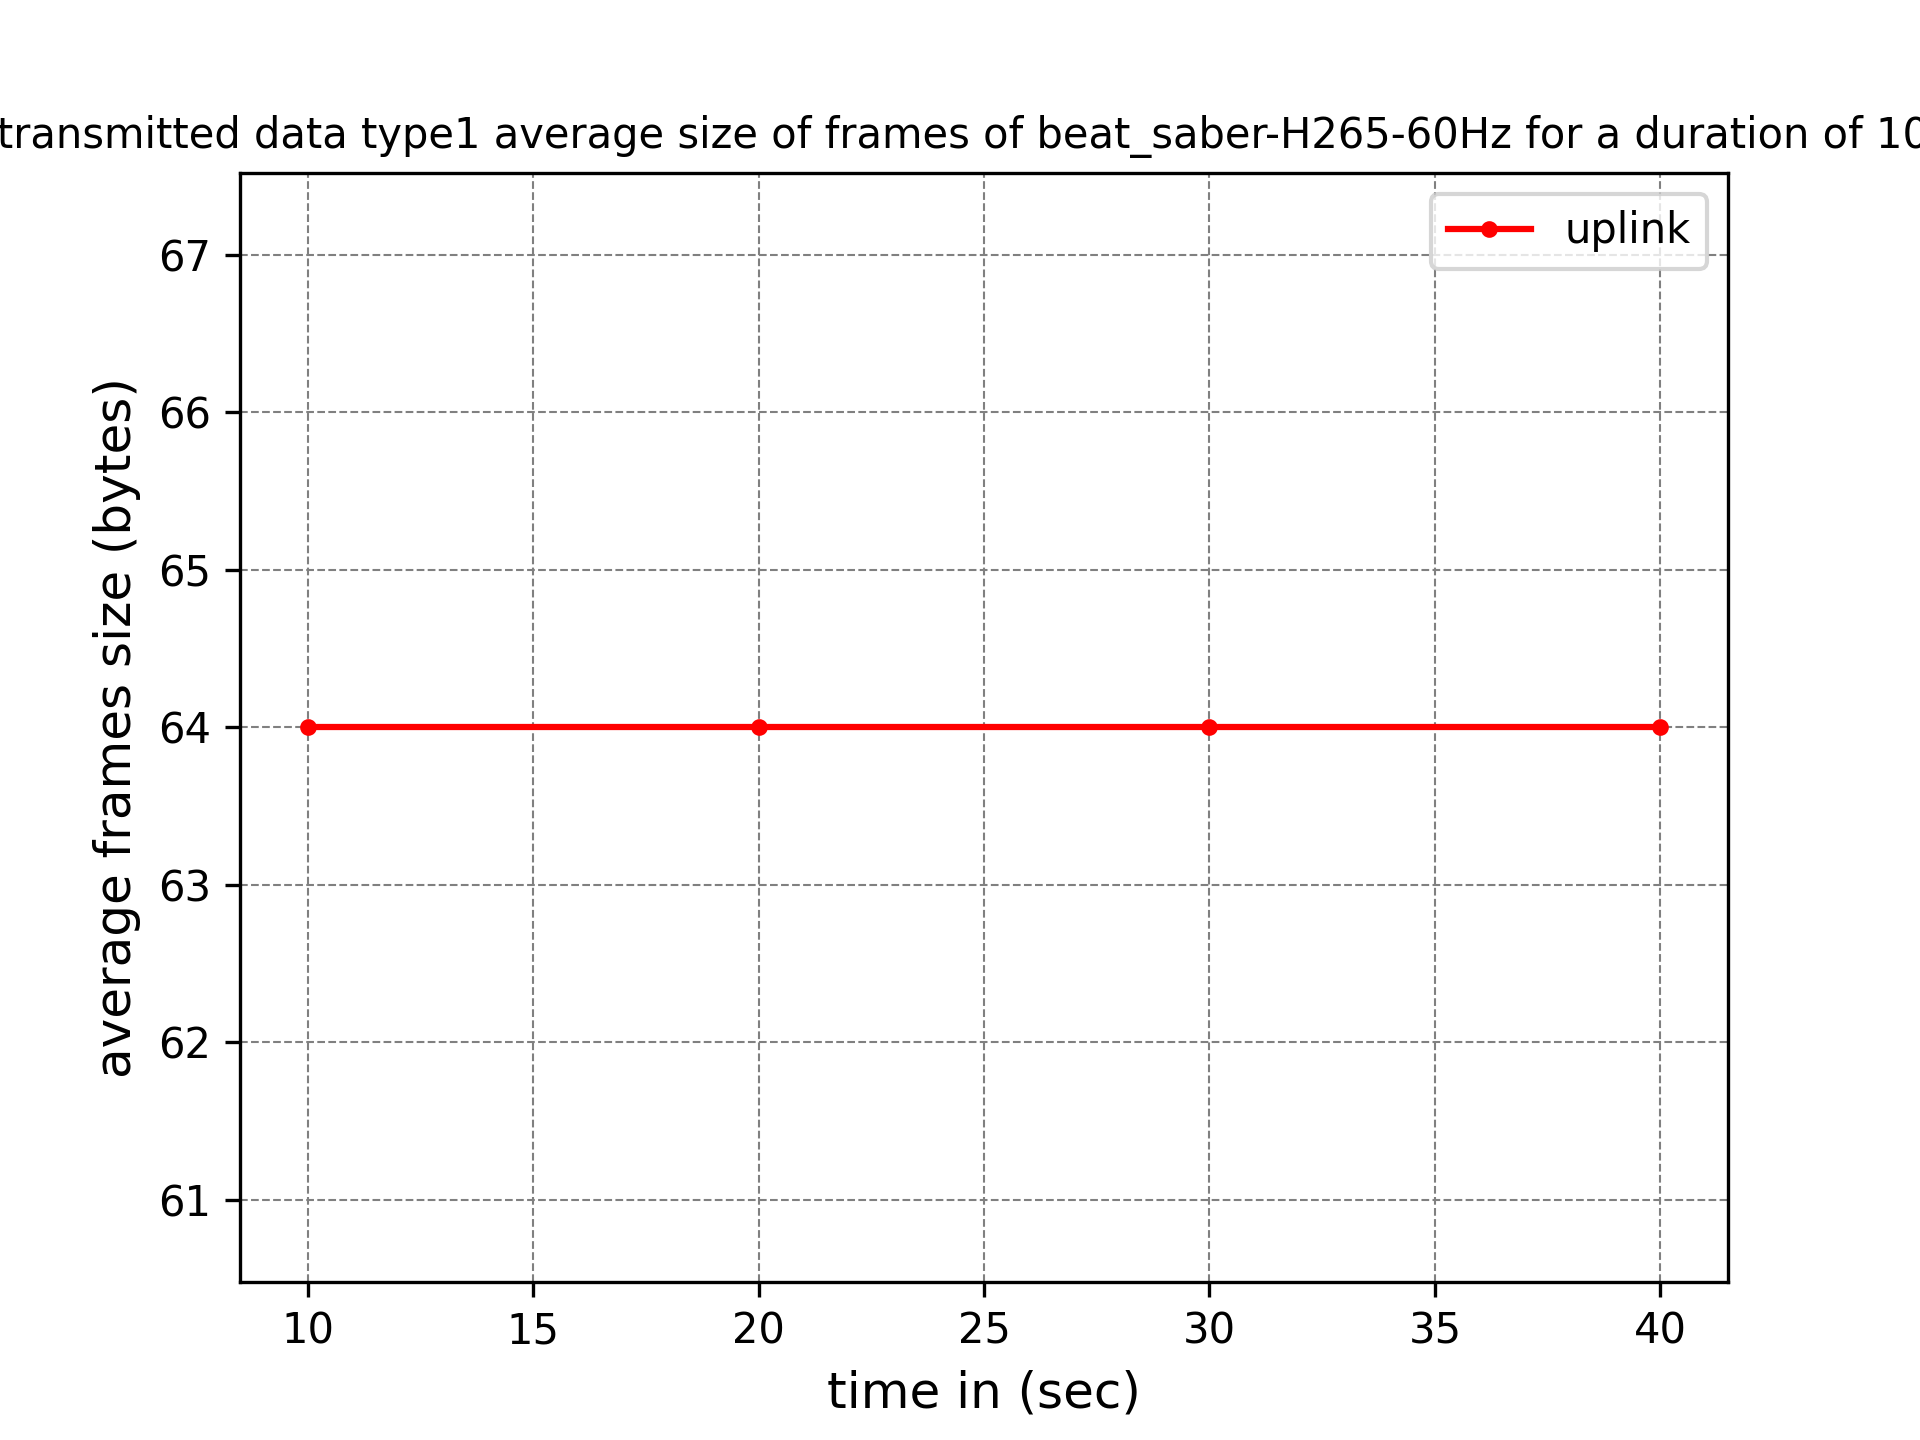 transmitted data type1 average size of frames of beat_saber-H265-60Hz for a duration of 10
uplink
67
66
65
64
63
62
61
average frames size (bytes)
10 15 20 25 30 35 40
time in (sec)